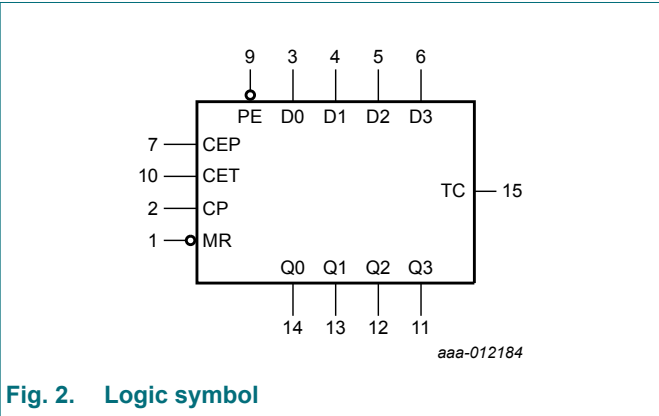 9 3 4 5 6
PE D0 D1 D2 D3
7 CEP
10 CET
TC 15
2 CP
1 MR
Q0 Q1 Q2 Q3
14 13 12 11
aaa-012184
Fig. 2. Logic symbol